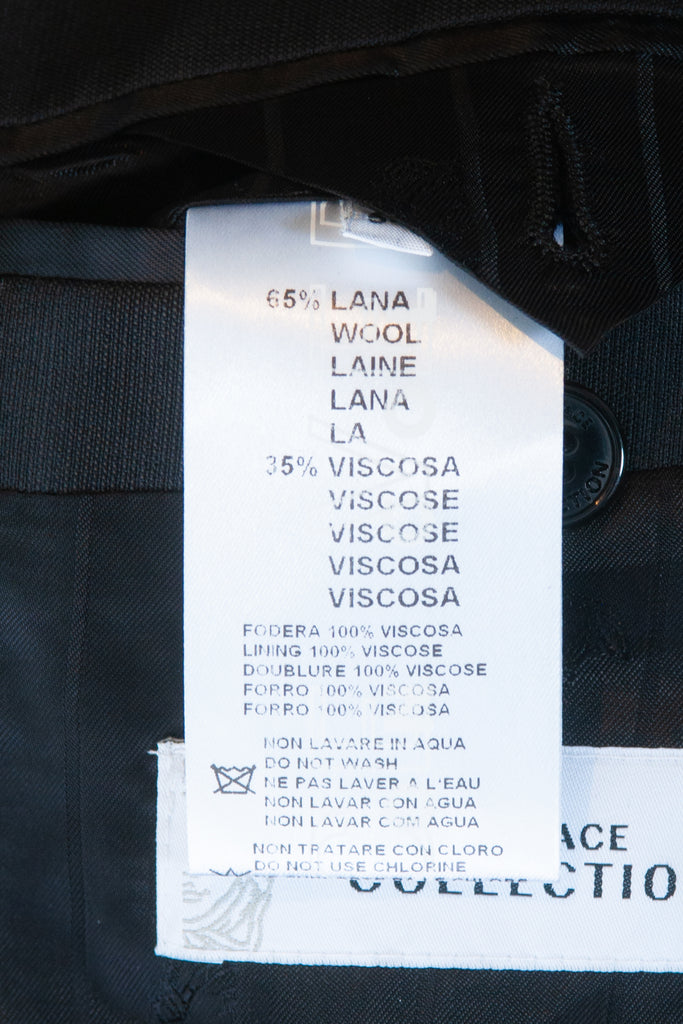 65% LANA
WOOL
LAINE
LANA
LA
35% VISCOSA
VISCOSE
VISCOSE
VISCOSA
VISCOSA
FODERA 100% VISCOSA
LINING 100% VISCOSE
DOUBLURE 100% VISCOSE
FORRO 100% VISCOSA
FORRO 100% VISCOSA
NON LAVARE IN AQUA
DO NOT WASH
NE PAS LAVER A L'EAU
NON LAVAR CON AGUA
NON LAVAR COM AGUA
NON TRATARE CON CLORO
DO NOT USE CHLORINE
ACE
COLLECTIO